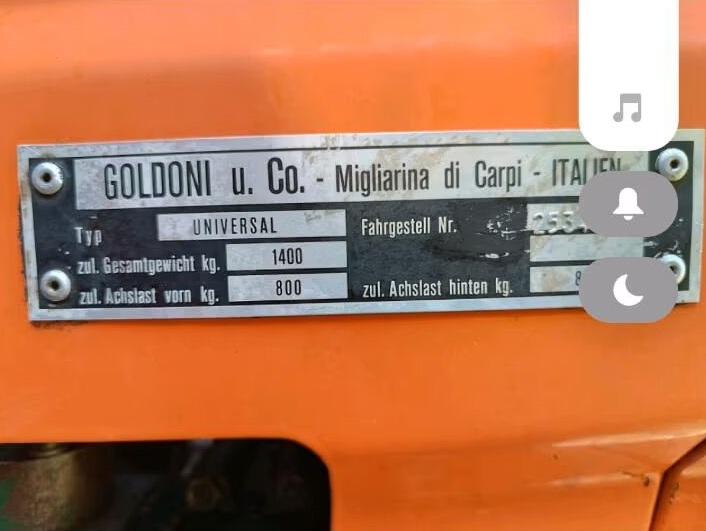 GOLDONI u. Co. - Migliarina di Carpi - ITALIEN
Typ UNIVERSAL Fahrgestell Nr.
zul. Gesamtgewicht kg. 1400
zul. Achslast vorn kg. 800 zul. Achslast hinten kg.